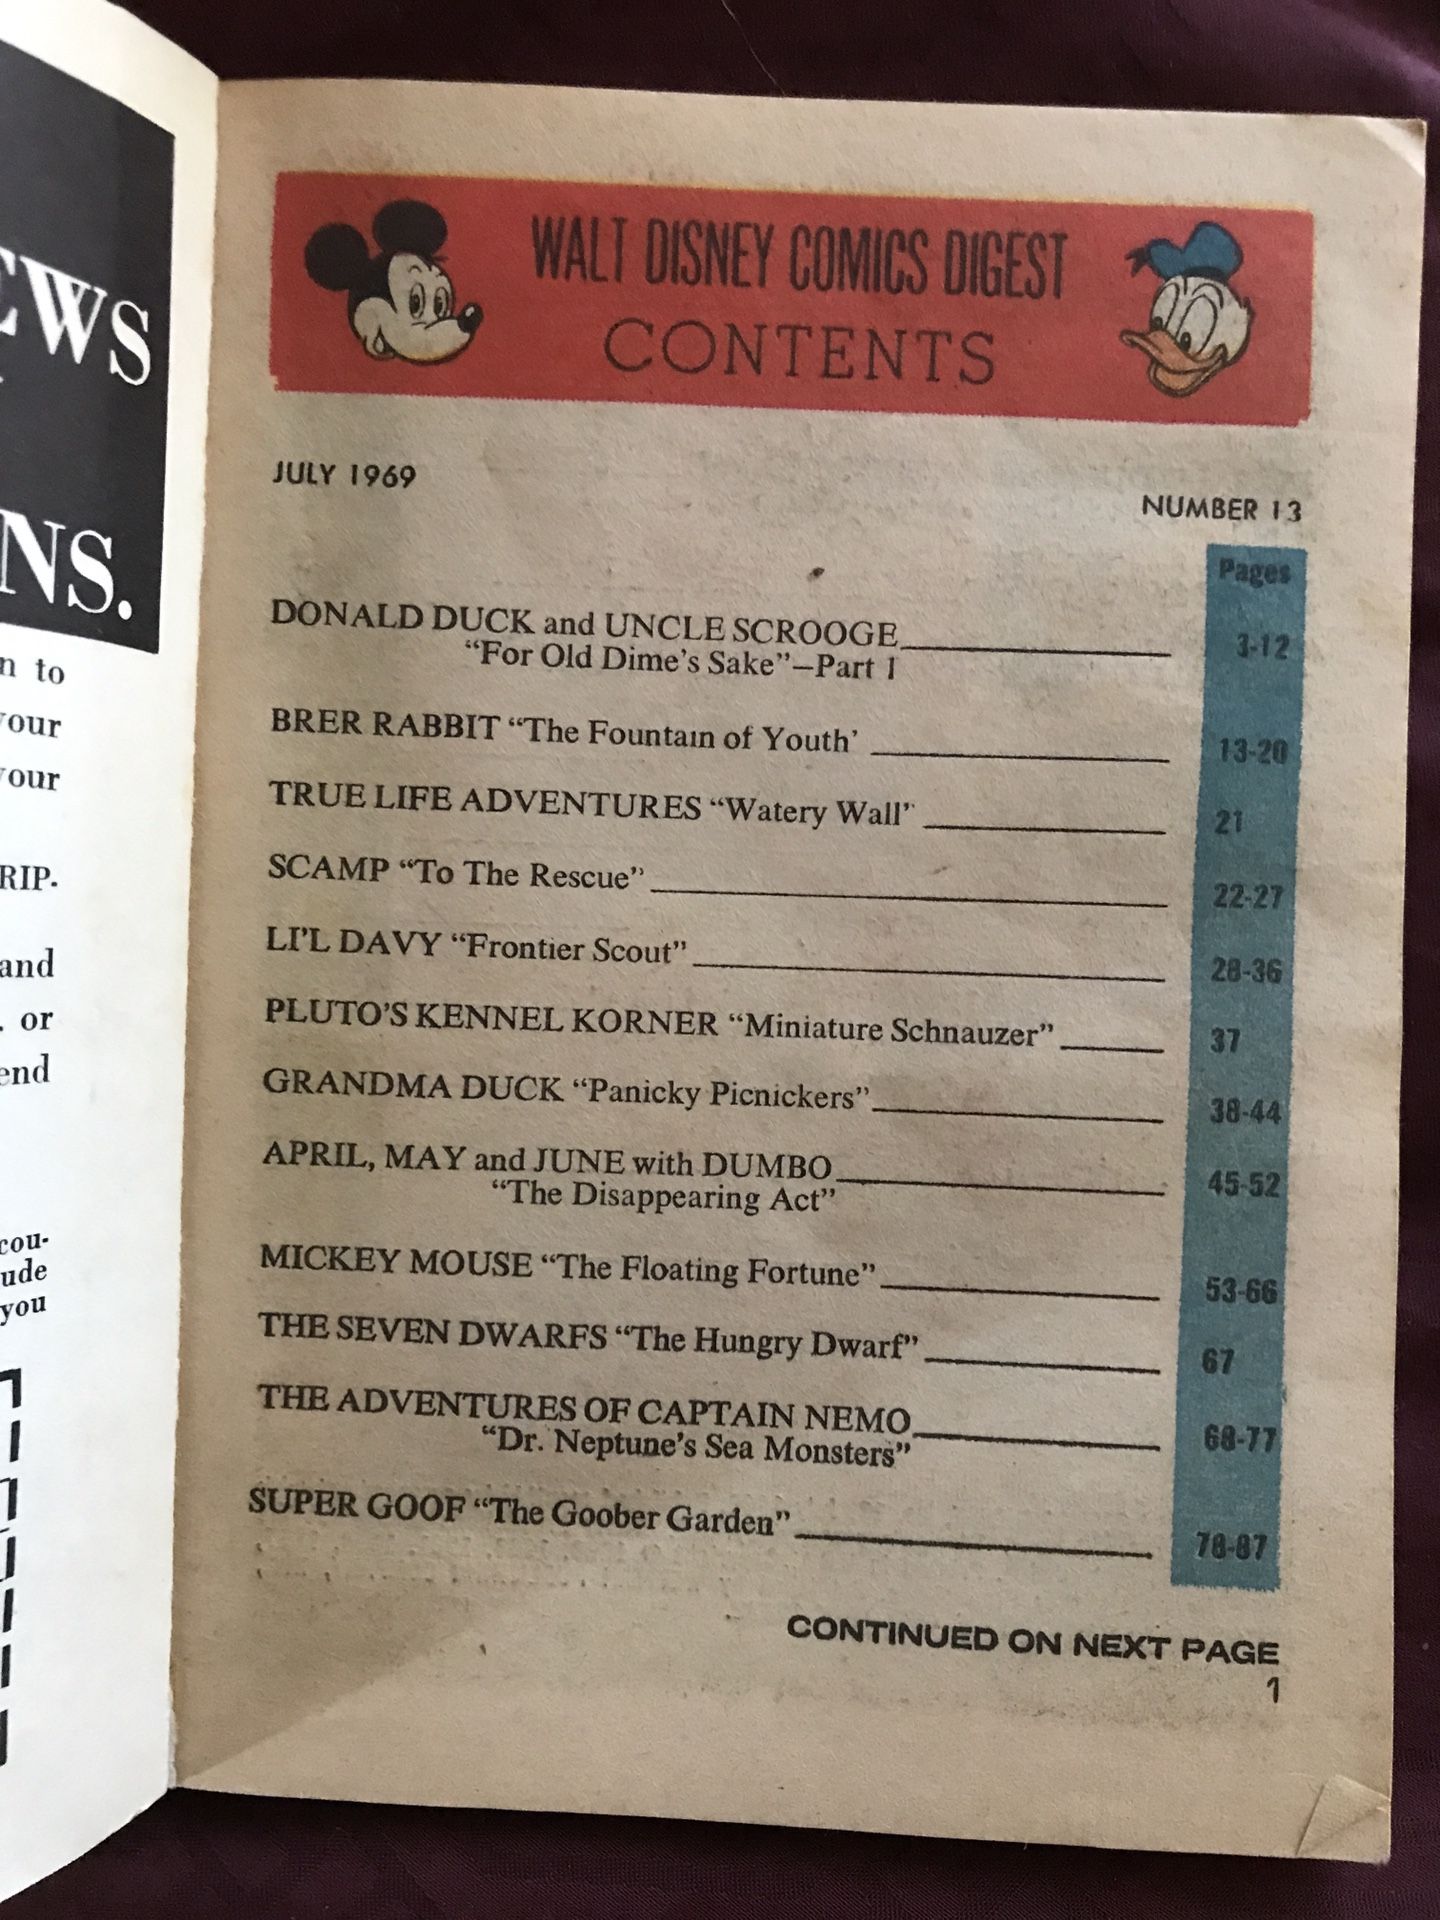 EWS
NS.
n to
your
your
RIP-
and
. or
end
cou-
ude
you
WALT DISNEY COMICS DIGEST
CONTENTS
JULY 1969
NUMBER 13
Pages
DONALD DUCK and UNCLE SCROOGE 3-12
"For Old Dime's Sake"—Part 1
BRER RABBIT "The Fountain of Youth' 13-20
TRUE LIFE ADVENTURES "Watery Wall" 21
SCAMP "To The Rescue" 22-27
LI'L DAVY "Frontier Scout" 28-36
PLUTO'S KENNEL KORNER "Miniature Schnauzer" 37
GRANDMA DUCK "Panicky Picnickers" 38-44
APRIL, MAY and JUNE with DUMBO 45-52
"The Disappearing Act"
MICKEY MOUSE "The Floating Fortune" 53-66
THE SEVEN DWARFS "The Hungry Dwarf" 67
THE ADVENTURES OF CAPTAIN NEMO 68-77
"Dr. Neptune's Sea Monsters"
SUPER GOOF "The Goober Garden" 78-87
CONTINUED ON NEXT PAGE
1